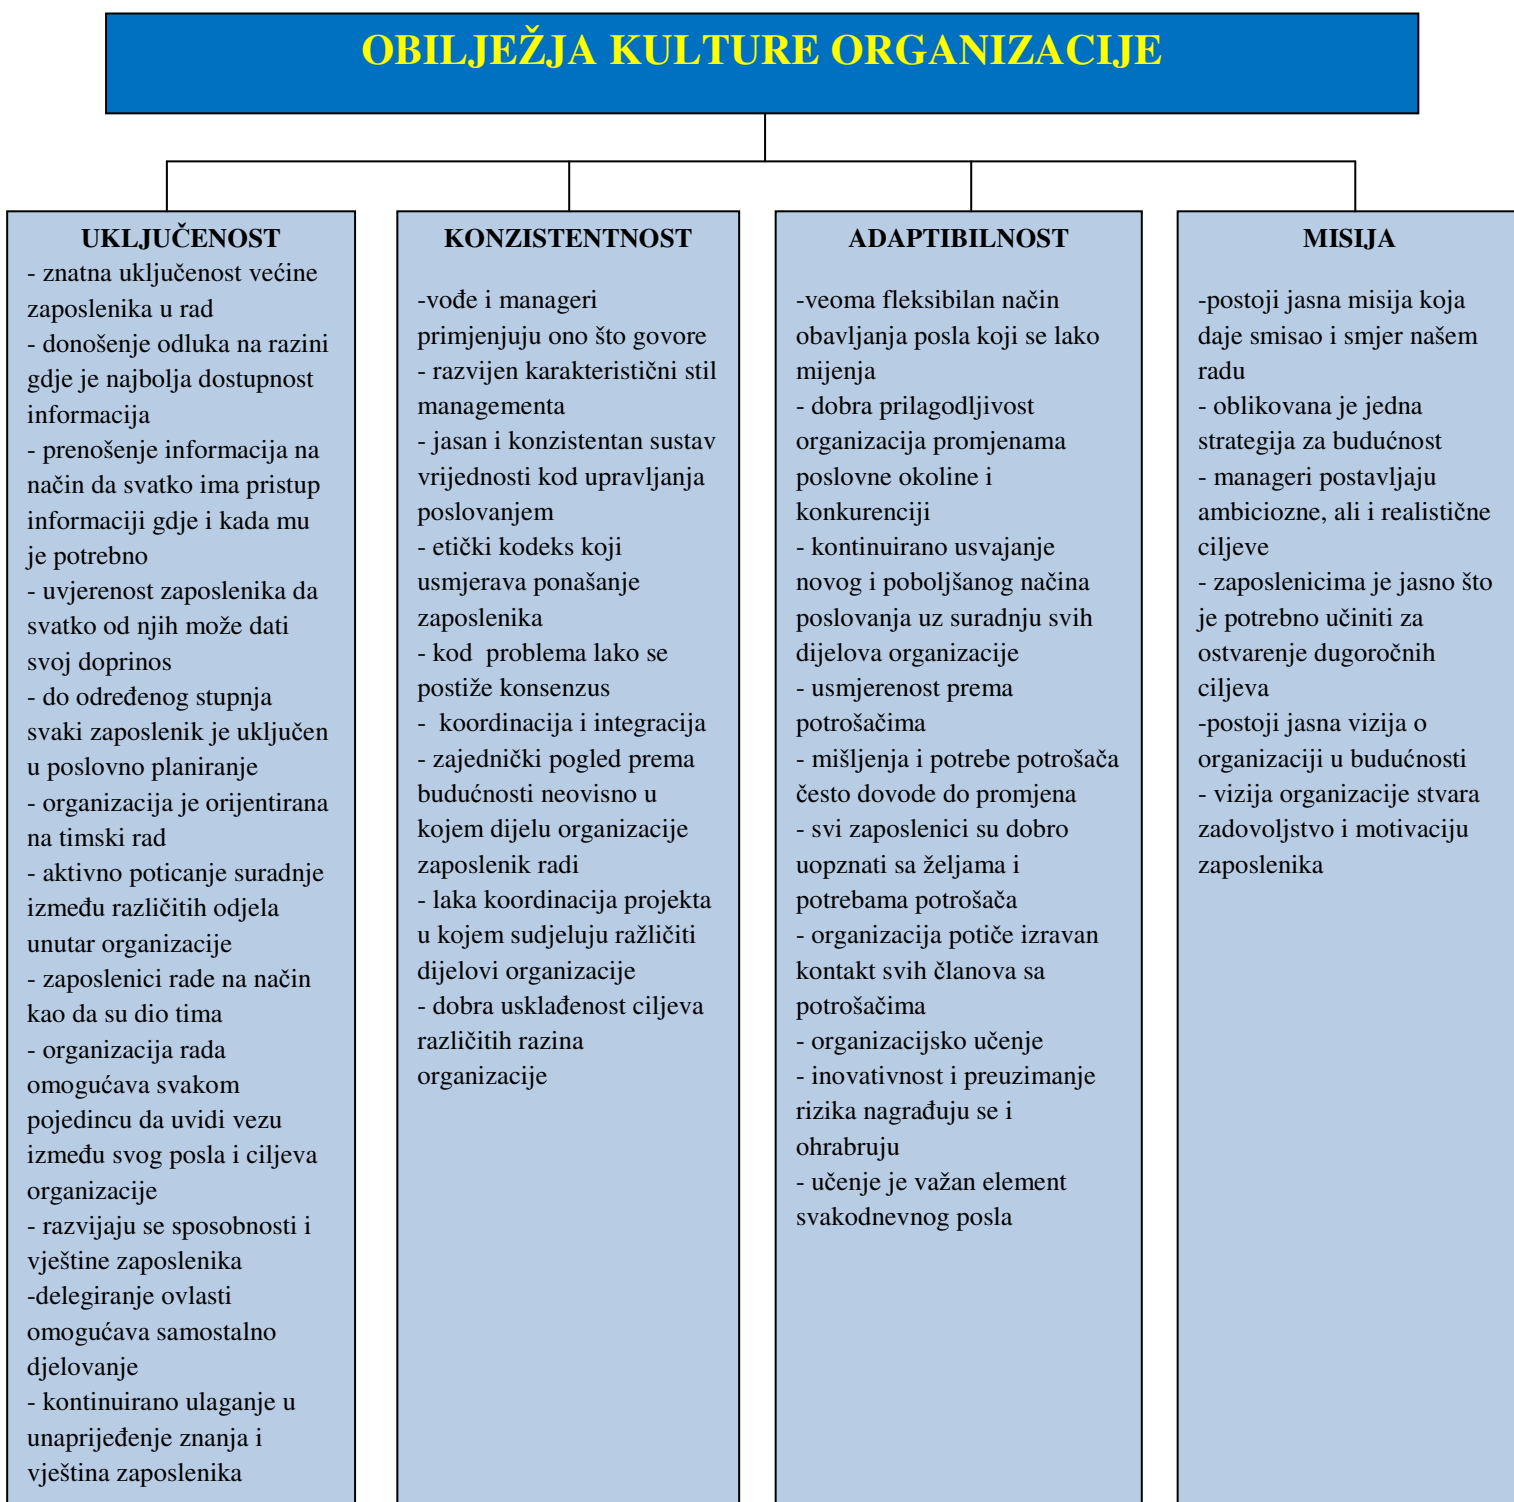 OBILJEŽJA KULTURE ORGANIZACIJE
UKLJUČENOST
- znatna uključenost većine
zaposlenika u rad
- donošenje odluka na razini
gdje je najbolja dostupnost
informacija
- prenošenje informacija na
način da svatko ima pristup
informaciji gdje i kada mu
je potrebno
- uvjerenost zaposlenika da
svatko od njih može dati
svoj doprinos
- do određenog stupnja
svaki zaposlenik je uključen
u poslovno planiranje
- organizacija je orijentirana
na timski rad
- aktivno poticanje suradnje
između različitih odjela
unutar organizacije
- zaposlenici rade na način
kao da su dio tima
- organizacija rada
omogućava svakom
pojedincu da uvidi vezu
između svog posla i ciljeva
organizacije
- razvijaju se sposobnosti i
vještine zaposlenika
-delegiranje ovlasti
omogućava samostalno
djelovanje
- kontinuirano ulaganje u
unaprijeđenje znanja i
vještina zaposlenika
KONZISTENTNOST
-vođe i manageri
primjenjuju ono što govore
- razvijen karakteristični stil
managementa
- jasan i konzistentan sustav
vrijednosti kod upravljanja
poslovanjem
- etički kodeks koji
usmjerava ponašanje
zaposlenika
- kod  problema lako se
postiže konsenzus
-  koordinacija i integracija
- zajednički pogled prema
budućnosti neovisno u
kojem dijelu organizacije
zaposlenik radi
- laka koordinacija projekta
u kojem sudjeluju ražličiti
dijelovi organizacije
- dobra usklađenost ciljeva
različitih razina
organizacije
ADAPTIBILNOST
-veoma fleksibilan način
obavljanja posla koji se lako
mijenja
- dobra prilagodljivost
organizacija promjenama
poslovne okoline i
konkurenciji
- kontinuirano usvajanje
novog i poboljšanog načina
poslovanja uz suradnju svih
dijelova organizacije
- usmjerenost prema
potrošačima
- mišljenja i potrebe potrošača
često dovode do promjena
- svi zaposlenici su dobro
uopznati sa željama i
potrebama potrošača
- organizacija potiče izravan
kontakt svih članova sa
potrošačima
- organizacijsko učenje
- inovativnost i preuzimanje
rizika nagrađuju se i
ohrabruju
- učenje je važan element
svakodnevnog posla
MISIJA
-postoji jasna misija koja
daje smisao i smjer našem
radu
- oblikovana je jedna
strategija za budućnost
- manageri postavljaju
ambiciozne, ali i realistične
ciljeve
- zaposlenicima je jasno što
je potrebno učiniti za
ostvarenje dugoročnih
ciljeva
-postoji jasna vizija o
organizaciji u budućnosti
- vizija organizacije stvara
zadovoljstvo i motivaciju
zaposlenika